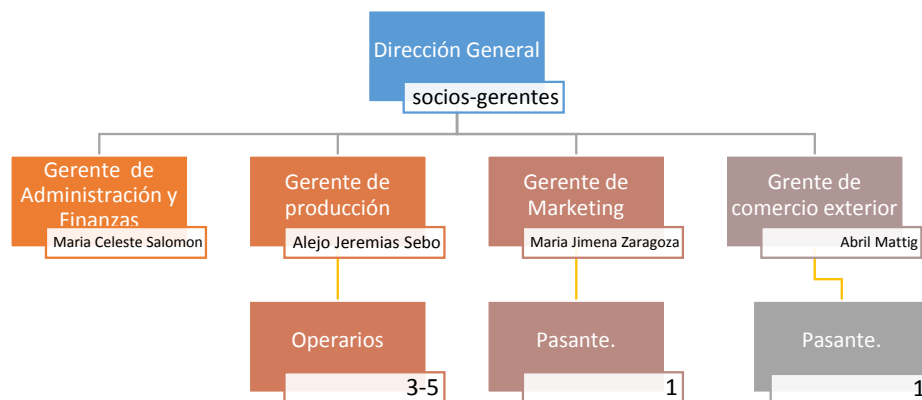 Dirección General
socios-gerentes
Gerente de
Administración y
Finanzas
Maria Celeste Salomon
Gerente de
producción
Alejo Jeremias Sebo
Gerente de
Marketing
Maria Jimena Zaragoza
Grente de
comercio exterior
Abril Mattig
Operarios
3-5
Pasante.
1
Pasante.
1